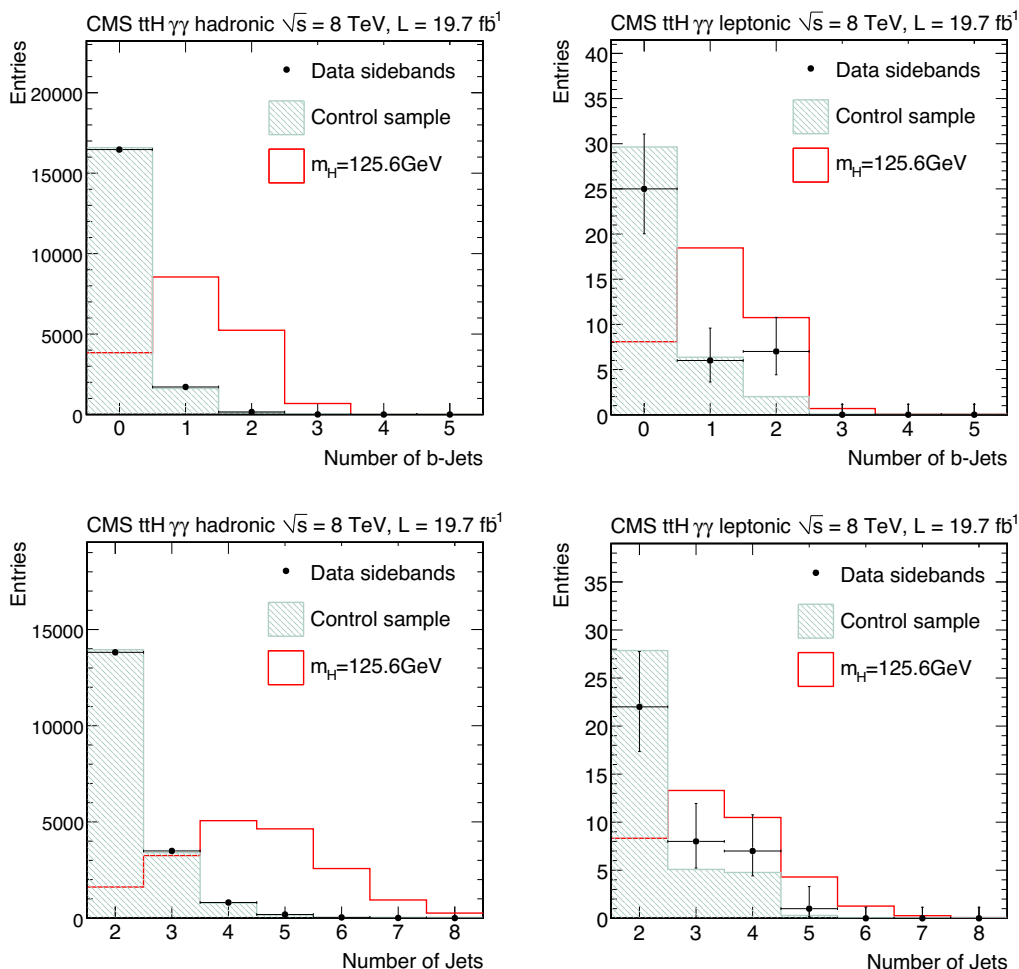 CMS ttH γγ hadronic √s = 8 TeV, L = 19.7 fb⁻¹
Entries
Data sidebands
Control sample
m_H=125.6GeV
20000
15000
10000
5000
0
0 1 2 3 4 5
Number of b-Jets
CMS ttH γγ leptonic √s = 8 TeV, L = 19.7 fb⁻¹
Entries
Data sidebands
Control sample
m_H=125.6GeV
40
35
30
25
20
15
10
5
0
0 1 2 3 4 5
Number of b-Jets
CMS ttH γγ hadronic √s = 8 TeV, L = 19.7 fb⁻¹
Entries
Data sidebands
Control sample
m_H=125.6GeV
15000
10000
5000
0
2 3 4 5 6 7 8
Number of Jets
CMS ttH γγ leptonic √s = 8 TeV, L = 19.7 fb⁻¹
Entries
Data sidebands
Control sample
m_H=125.6GeV
35
30
25
20
15
10
5
0
2 3 4 5 6 7 8
Number of Jets